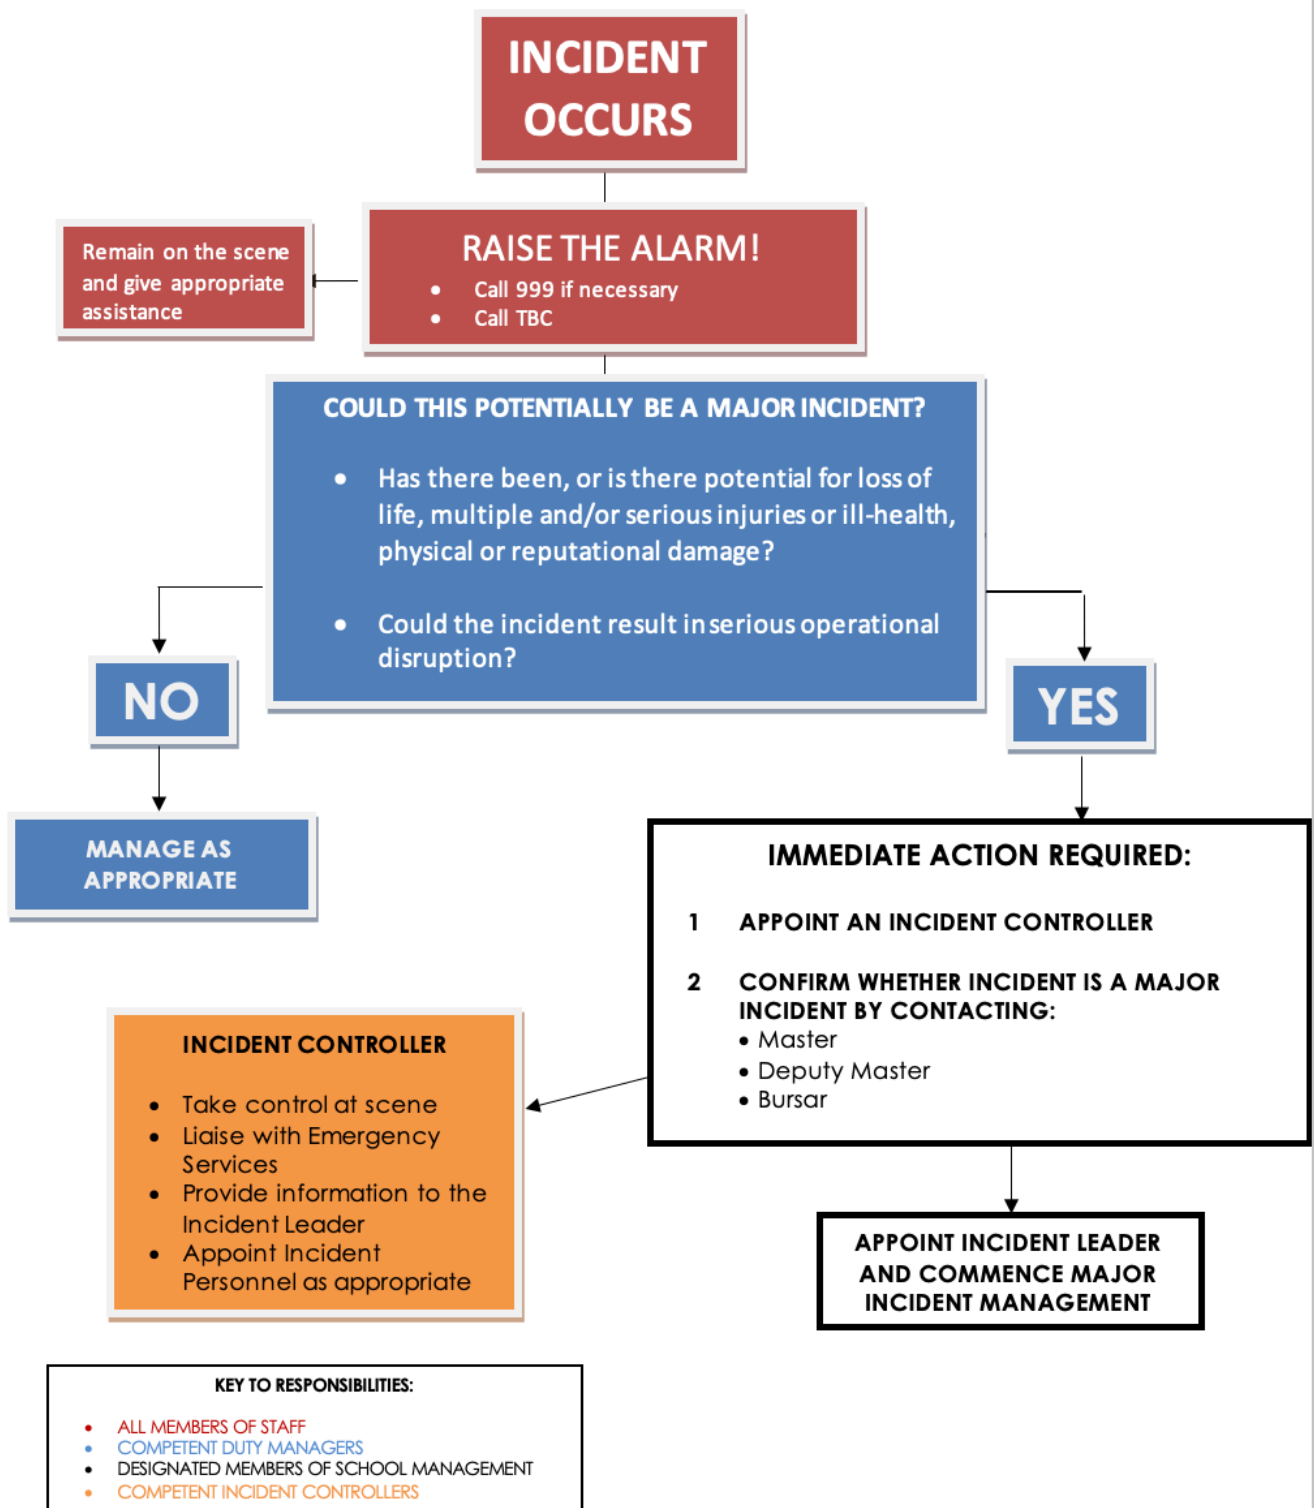 INCIDENT
OCCURS
RAISE THE ALARM!
• Call 999 if necessary
• Call TBC
Remain on the scene
and give appropriate
assistance
COULD THIS POTENTIALLY BE A MAJOR INCIDENT?
• Has there been, or is there potential for loss of
life, multiple and/or serious injuries or ill-health,
physical or reputational damage?
• Could the incident result in serious operational
disruption?
NO
YES
MANAGE AS
APPROPRIATE
IMMEDIATE ACTION REQUIRED:
1 APPOINT AN INCIDENT CONTROLLER
2 CONFIRM WHETHER INCIDENT IS A MAJOR
INCIDENT BY CONTACTING:
• Master
• Deputy Master
• Bursar
INCIDENT CONTROLLER
• Take control at scene
• Liaise with Emergency
Services
• Provide information to the
Incident Leader
• Appoint Incident
Personnel as appropriate
APPOINT INCIDENT LEADER
AND COMMENCE MAJOR
INCIDENT MANAGEMENT
KEY TO RESPONSIBILITIES:
• ALL MEMBERS OF STAFF
• COMPETENT DUTY MANAGERS
• DESIGNATED MEMBERS OF SCHOOL MANAGEMENT
• COMPETENT INCIDENT CONTROLLERS